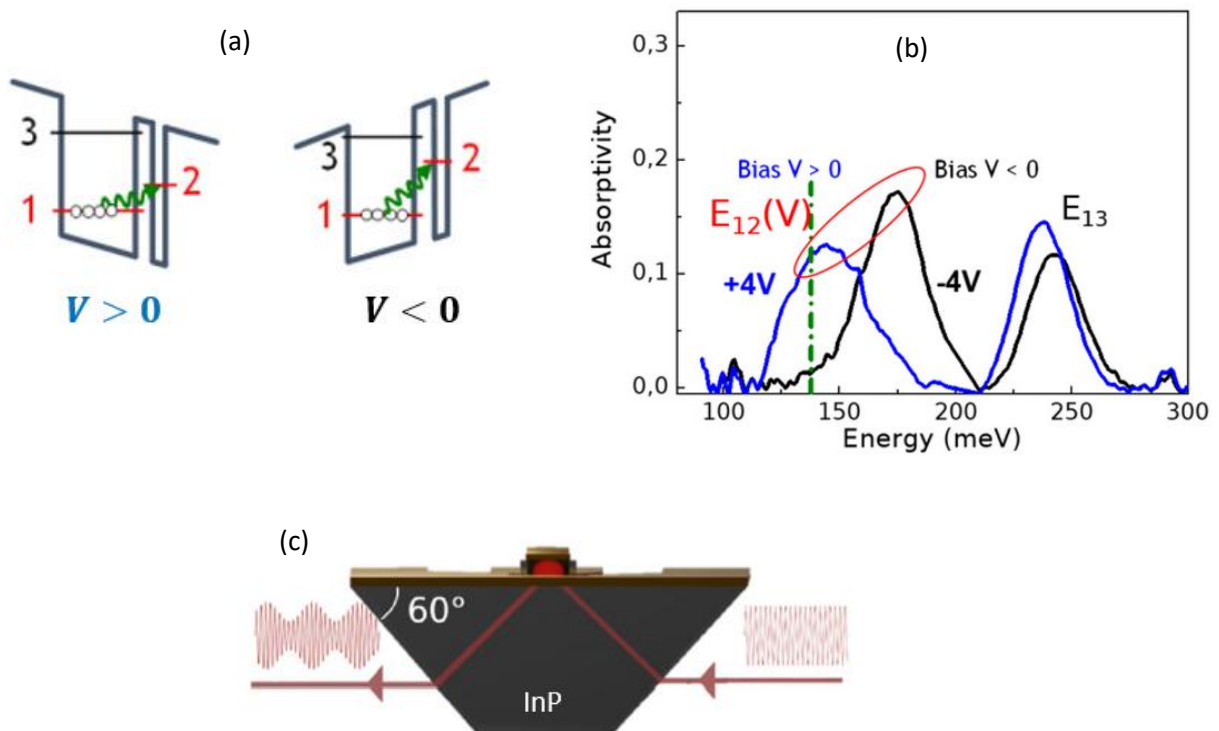 (a)
3
1
2
V > 0
3
1
2
V < 0
(b)
0,3
0,2
0,1
0,0
Absorptivity
Bias V > 0
Bias V < 0
E12(V)
E13
+4V
-4V
100
150
200
250
300
Energy (meV)
(c)
60°
InP